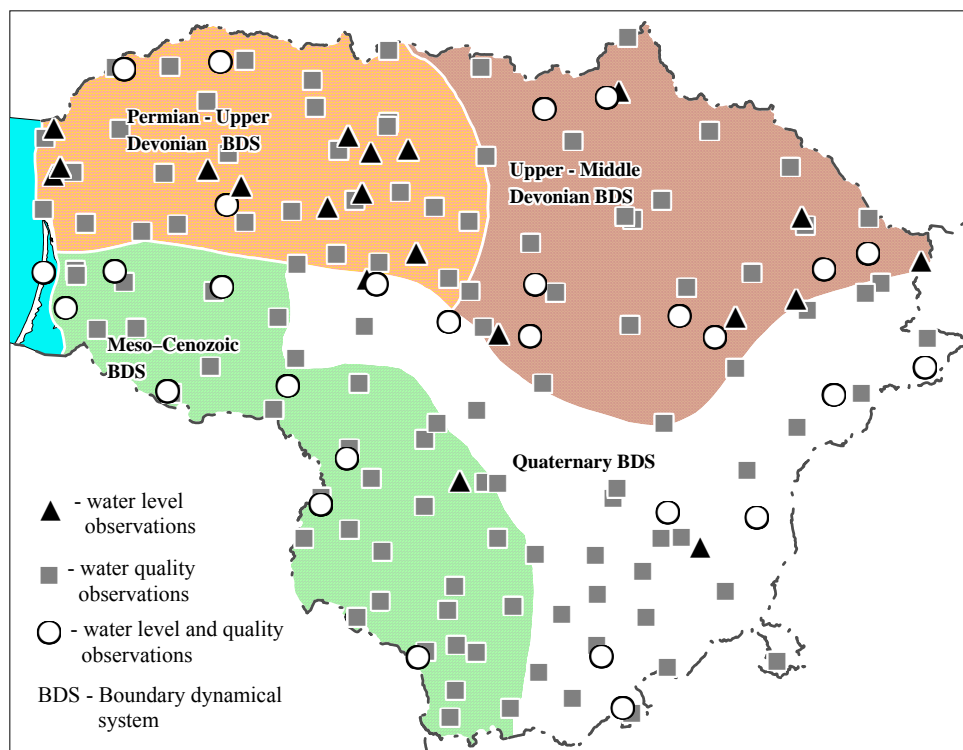 Permian - Upper
Devonian BDS
Upper - Middle
Devonian BDS
Meso–Cenozoic
BDS
Quaternary BDS
- water level
observations
- water quality
observations
- water level and quality
observations
BDS - Boundary dynamical
system